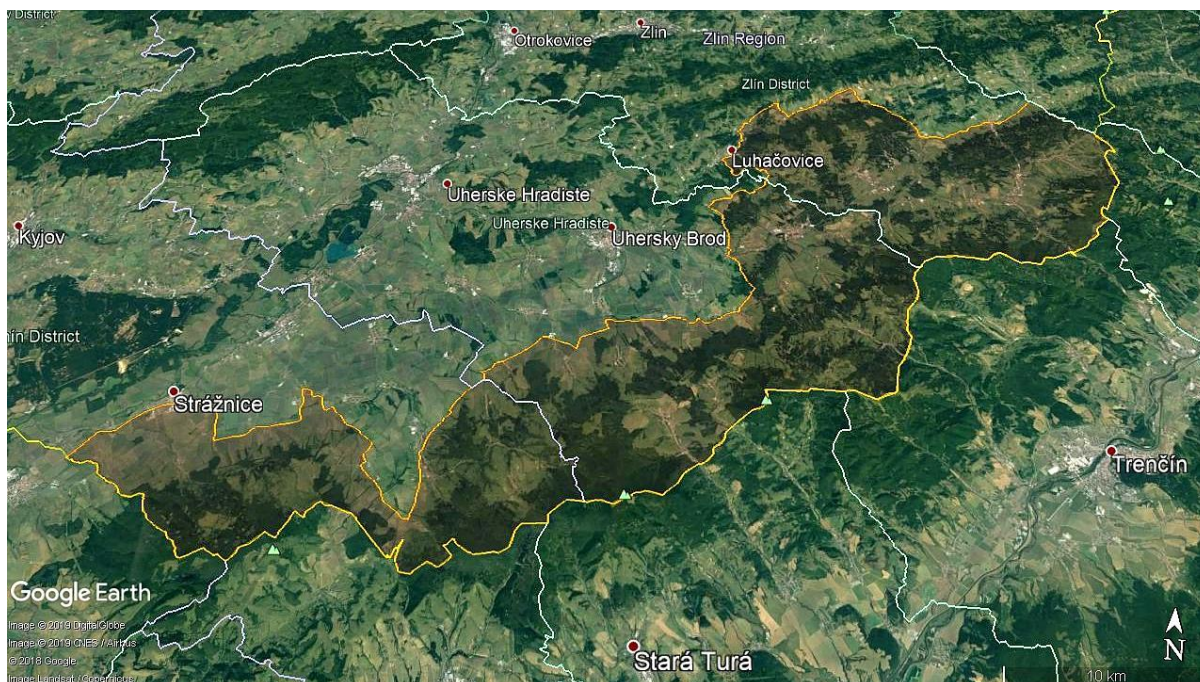 v District
Otrokovice
Zlín
Zlín Region
Zlín District
Luhačovice
Uherske Hradiste
Uherske Hradiste
Uhersky Brod
Kyjov
nín District
Strážnice
Trenčín
Google Earth
Image © 2019 DigitalGlobe
Image © 2019 CNES / Airbus
© 2018 Google
Image Landsat / Copernicus
Stará Turá
N
10 km